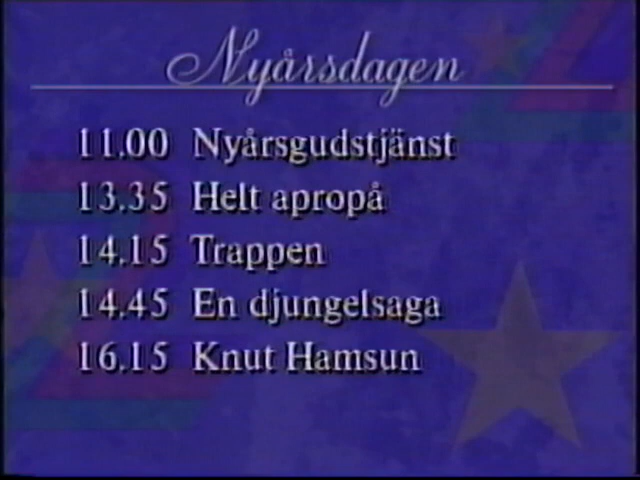 Nyårsdagen
11.00 Nyårsgudstjänst
13.35 Helt apropå
14.15 Trappen
14.45 En djungelsaga
16.15 Knut Hamsun